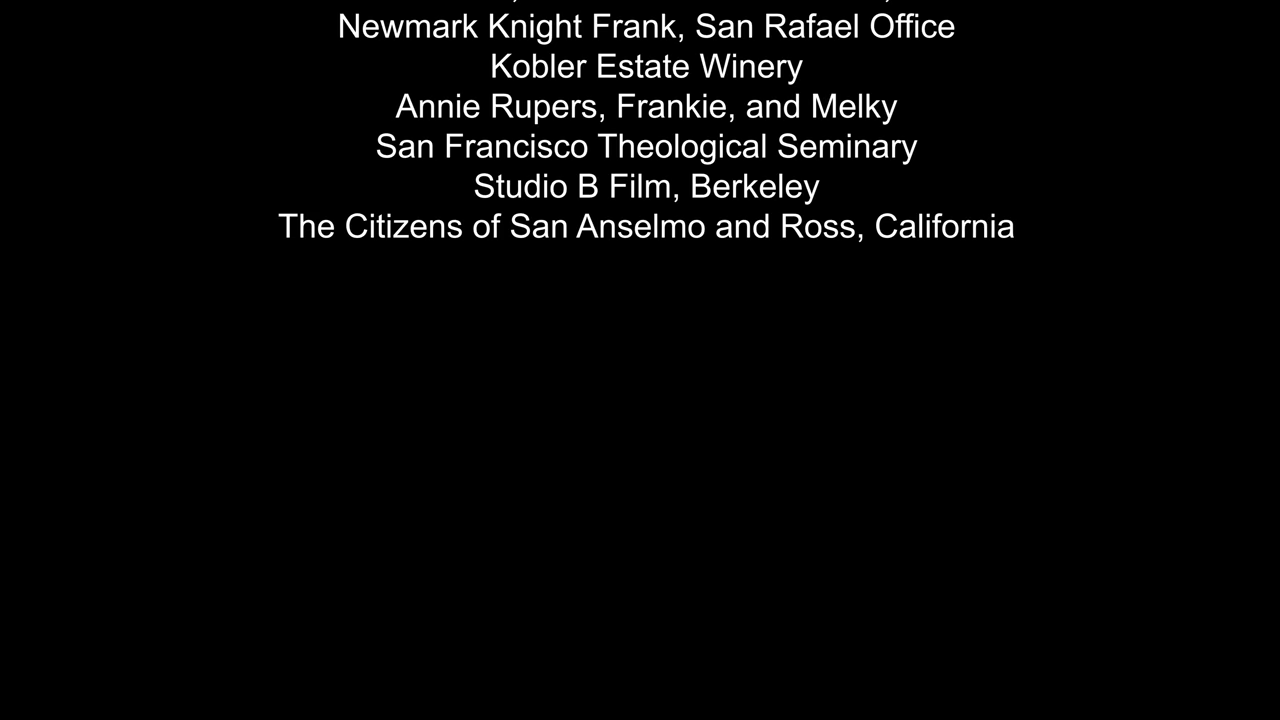 Newmark Knight Frank, San Rafael Office
Kobler Estate Winery
Annie Rupers, Frankie, and Melky
San Francisco Theological Seminary
Studio B Film, Berkeley
The Citizens of San Anselmo and Ross, California